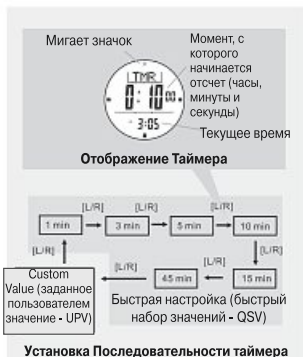 Мигает значок
Момент, с
которого
начинается
отсчет (часы,
минуты и
секунды)
TMR
0:10 00
3:05
Текущее время
Отображение Таймера
[L/R]
[L/R]
[L/R]
1 min
3 min
5 min
10 min
[L/R]
[L/R]
[L/R]
[L/R]
Custom
Value (заданное
пользователем
значение - UPV)
45 min
15 min
Быстрая настройка (быстрый
набор значений - QSV)
Установка Последовательности таймера